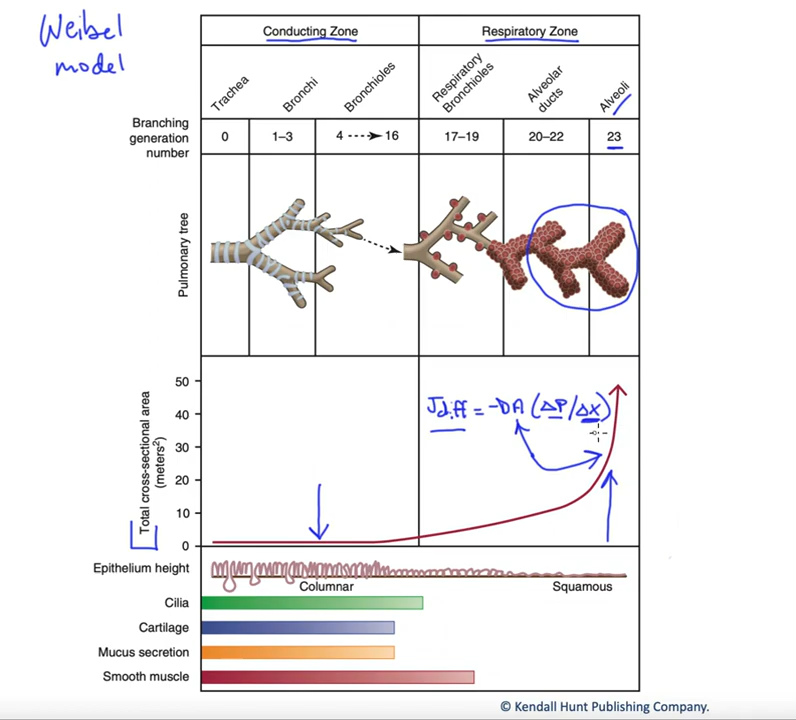 Weibel
model
Conducting Zone
Respiratory Zone
Trachea
Bronchi
Bronchioles
Respiratory
Bronchioles
Alveolar
ducts
Alveoli
Branching
generation
number
0
1–3
4 ----> 16
17–19
20–22
23
Pulmonary tree
Total cross-sectional area
(meters²)
50
40
30
20
10
0
Jdiff = -DA (ΔP/ΔX)
Epithelium height
Columnar
Squamous
Cilia
Cartilage
Mucus secretion
Smooth muscle
© Kendall Hunt Publishing Company.